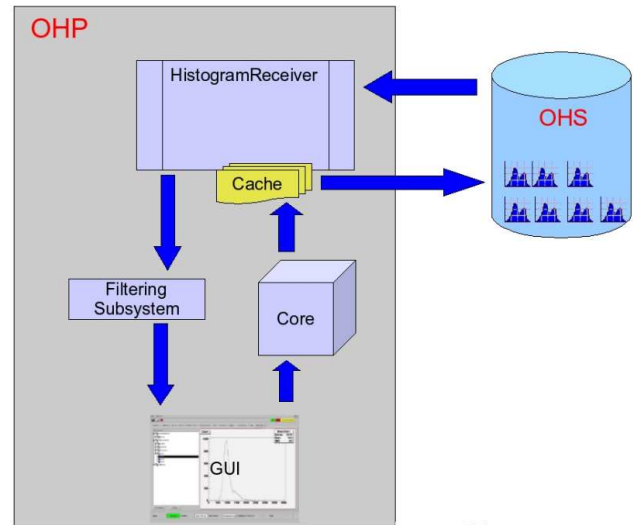 OHP
HistogramReceiver
OHS
Cache
Filtering
Subsystem
Core
GUI